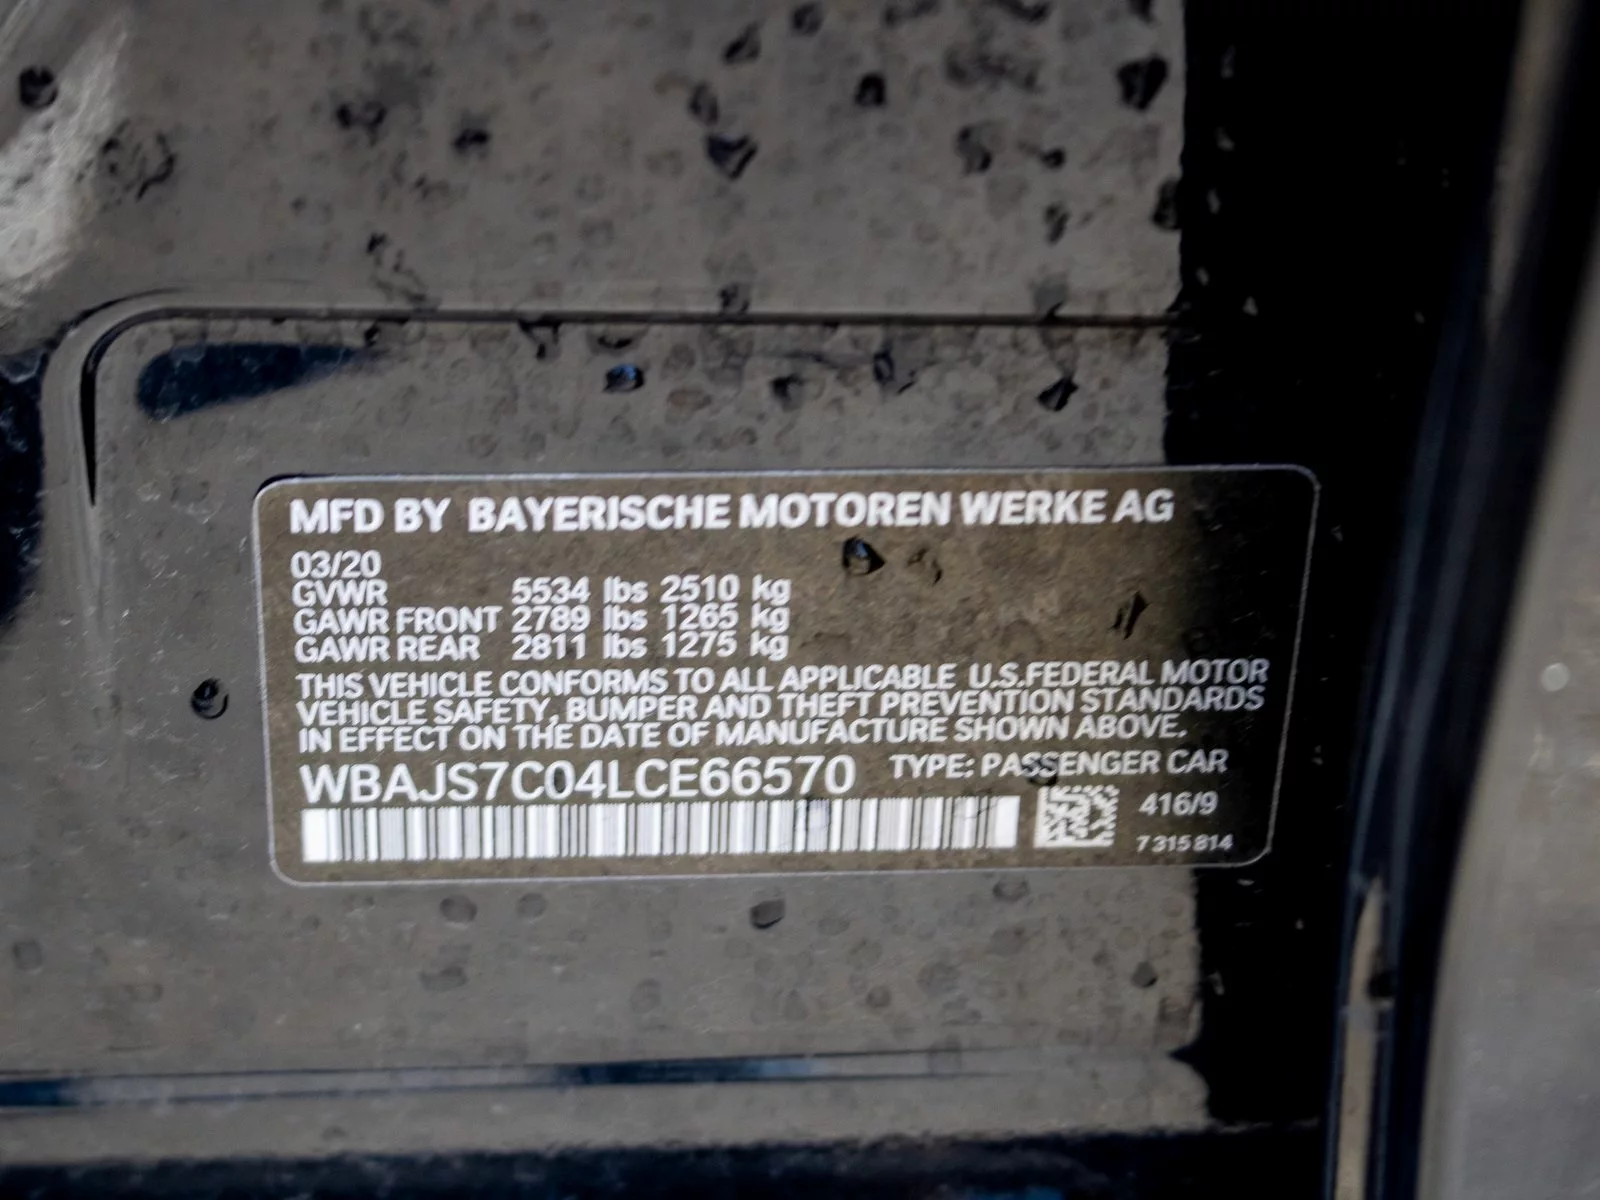 MFD BY BAYERISCHE MOTOREN WERKE AG
03/20
GVWR 5534 lbs 2510 kg
GAWR FRONT 2789 lbs 1265 kg
GAWR REAR 2811 lbs 1275 kg
THIS VEHICLE CONFORMS TO ALL APPLICABLE U.S.FEDERAL MOTOR
VEHICLE SAFETY, BUMPER AND THEFT PREVENTION STANDARDS
IN EFFECT ON THE DATE OF MANUFACTURE SHOWN ABOVE.
WBAJS7C04LCE66570 TYPE: PASSENGER CAR
416/9
7 315 814